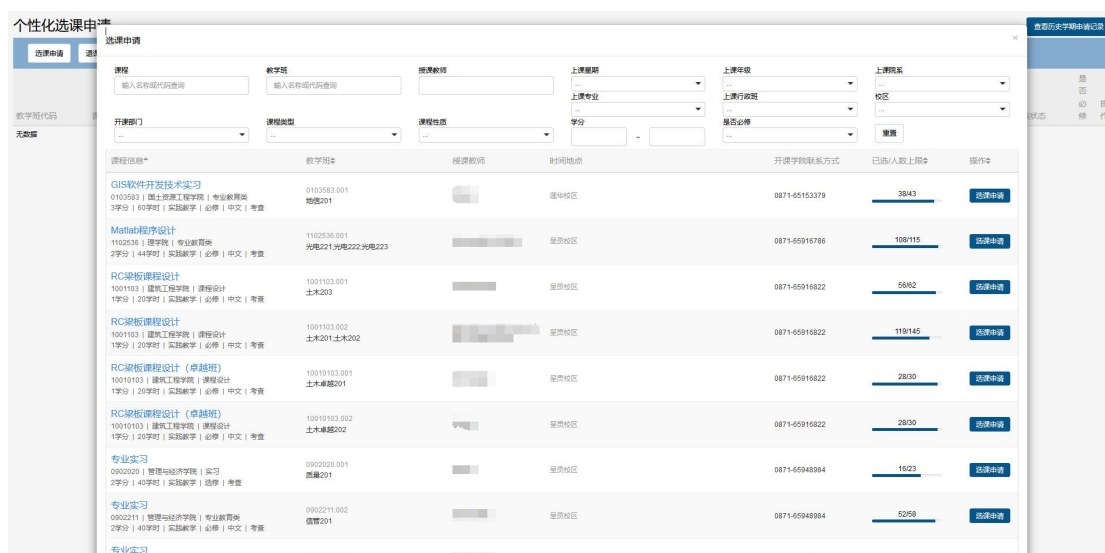 个性化选课申请
查看历史学期申请记录
选课申请
选课申请
×
课程
教学班
授课教师
上课星期
上课年级
上课院系
输入名称或代码查询
输入名称或代码查询
...
...
...
上课专业
上课行政班
校区
...
...
...
开课部门
课程类型
课程性质
学分
是否必修
...
...
...
-
...
重置
教学班代码
无数据
状态
是否必修
课程信息
教学班
授课教师
时间地点
开课学院联系方式
已选/人数上限
操作
GIS软件开发技术实习
0103583 | 国土资源工程学院 | 专业教育类
3学分 | 60学时 | 实践教学 | 必修 | 中文 | 考查
0103583.001
地信201
莲华校区
0871-65153379
38/43
选课申请
Matlab程序设计
1102536 | 理学院 | 专业教育类
2学分 | 44学时 | 实践教学 | 必修 | 中文 | 考查
1102536.001
光电221;光电222;光电223
呈贡校区
0871-65916786
108/115
选课申请
RC梁板课程设计
1001103 | 建筑工程学院 | 课程设计
1学分 | 20学时 | 实践教学 | 必修 | 中文 | 考查
1001103.001
土木203
呈贡校区
0871-65916822
56/62
选课申请
RC梁板课程设计
1001103 | 建筑工程学院 | 课程设计
1学分 | 20学时 | 实践教学 | 必修 | 中文 | 考查
1001103.002
土木201;土木202
呈贡校区
0871-65916822
119/145
选课申请
RC梁板课程设计（卓越班）
10010103 | 建筑工程学院 | 课程设计
1学分 | 20学时 | 实践教学 | 必修 | 中文 | 考查
10010103.001
土木卓越201
呈贡校区
0871-65916822
28/30
选课申请
RC梁板课程设计（卓越班）
10010103 | 建筑工程学院 | 课程设计
1学分 | 20学时 | 实践教学 | 必修 | 中文 | 考查
10010103.002
土木卓越202
呈贡校区
0871-65916822
28/30
选课申请
专业实习
0902020 | 管理与经济学院 | 实习
2学分 | 40学时 | 实践教学 | 选修 | 考查
0902020.001
质量201
呈贡校区
0871-65948984
16/23
选课申请
专业实习
0902211 | 管理与经济学院 | 专业教育类
2学分 | 40学时 | 实践教学 | 必修 | 中文 | 考查
0902211.002
信管201
呈贡校区
0871-65948984
52/58
选课申请
专业实习